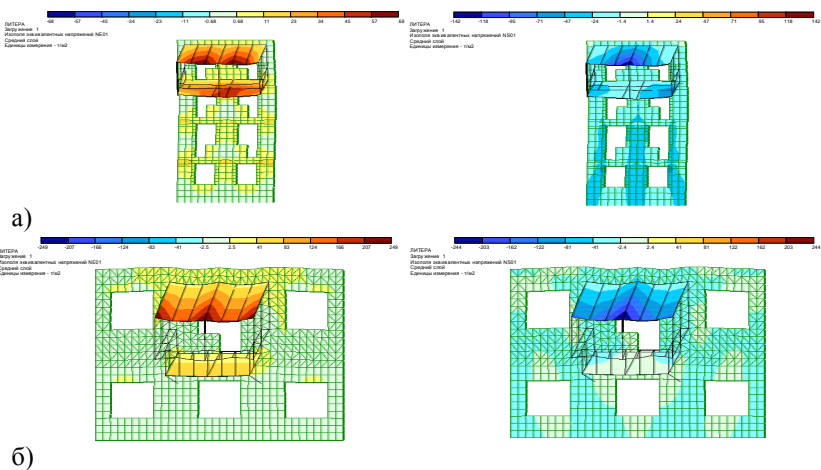 -68 -57 -45 -34 -23 -11 -0.68 0.68 11 23 34 45 57 68
ЛИТЕРА
Загружение 1
Изополя эквивалентных напряжений NE01
Средний слой
Единицы измерения - т/м2
-142 -118 -95 -71 -47 -24 -1.4 1.4 24 47 71 95 118 142
ЛИТЕРА
Загружение 1
Изополя эквивалентных напряжений NS01
Средний слой
Единицы измерения - т/м2
а)
-249 -207 -166 -124 -83 -41 -2.5 2.5 41 83 124 166 207 249
ЛИТЕРА
Загружение 1
Изополя эквивалентных напряжений NE01
Средний слой
Единицы измерения - т/м2
-244 -203 -162 -122 -81 -41 -2.4 2.4 41 81 122 162 203 244
ЛИТЕРА
Загружение 1
Изополя эквивалентных напряжений NS01
Средний слой
Единицы измерения - т/м2
б)